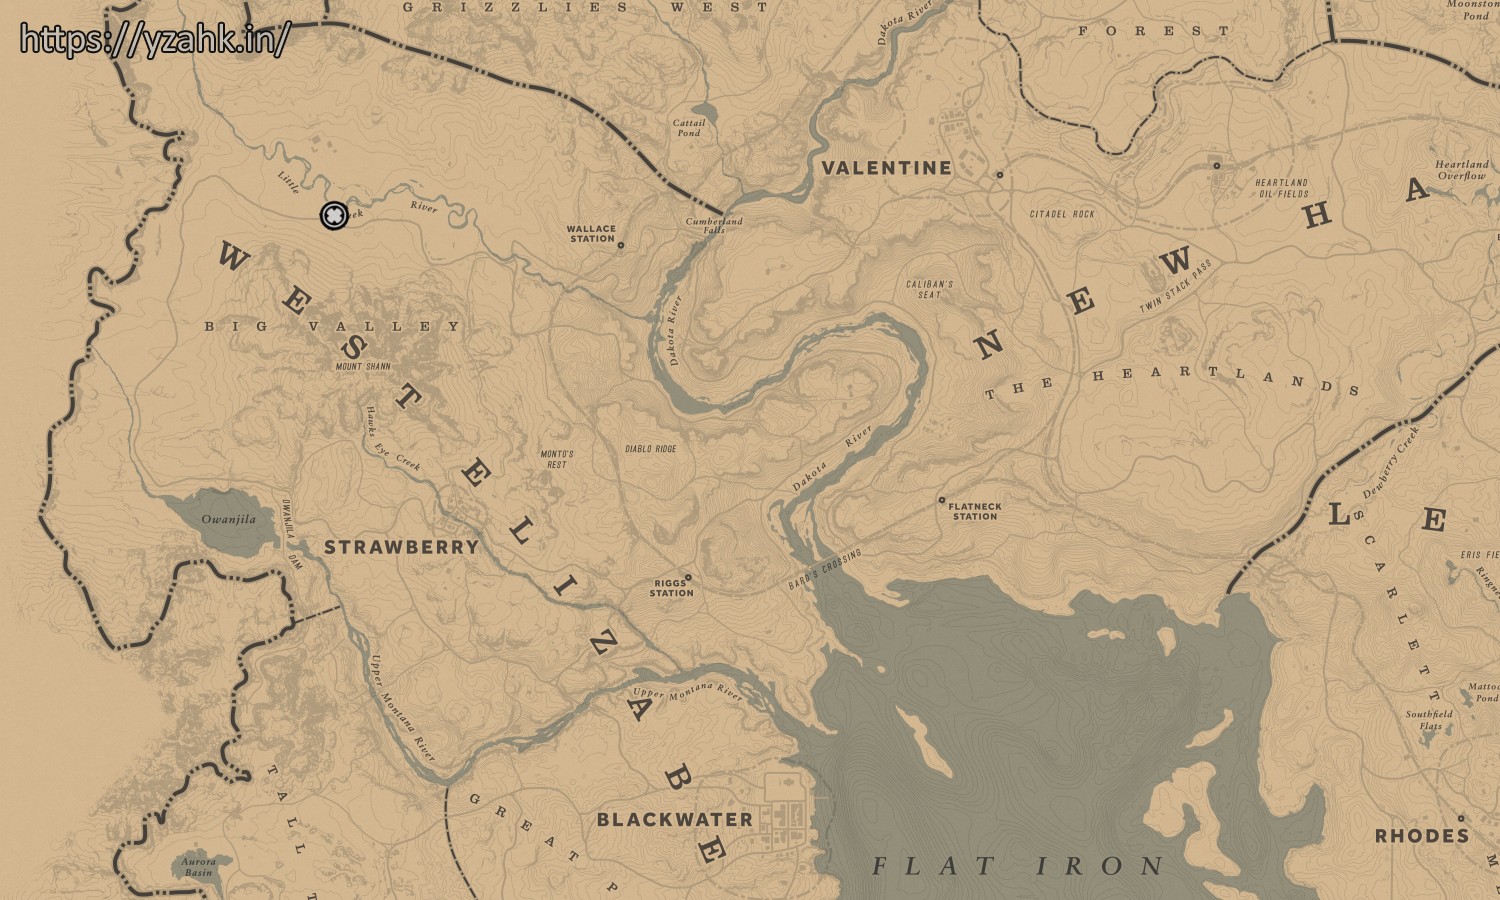 GRIZZLIES WEST
https://yzahk.in/
Dakota River
FOREST
Moonstone
Pond
Cattail
Pond
VALENTINE
Heartland
Overflow
HEARTLAND
OIL FIELDS
Little
River
CITADEL ROCK
Cumberland
Falls
WALLACE
STATION
NEW HA
TWIN STACK PASS
CALIBAN'S
SEAT
WEST ELIZABE
BIG VALLEY
MOUNT SHANN
Dakota River
THE HEARTLANDS
Hawks Eye Creek
MONTO'S
REST
DIABLO RIDGE
Dakota River
Dewberry Creek
FLATNECK
STATION
LE
SCARLETT
Owanjila
OWANJILA DAM
STRAWBERRY
BARD'S CROSSING
ERIS FIE
RIGGS
STATION
Upper Montana River
Upper Montana River
Pond
Southfield
Flats
TALL T
GREAT P
BLACKWATER
RHODES
Aurora
Basin
FLAT IRON